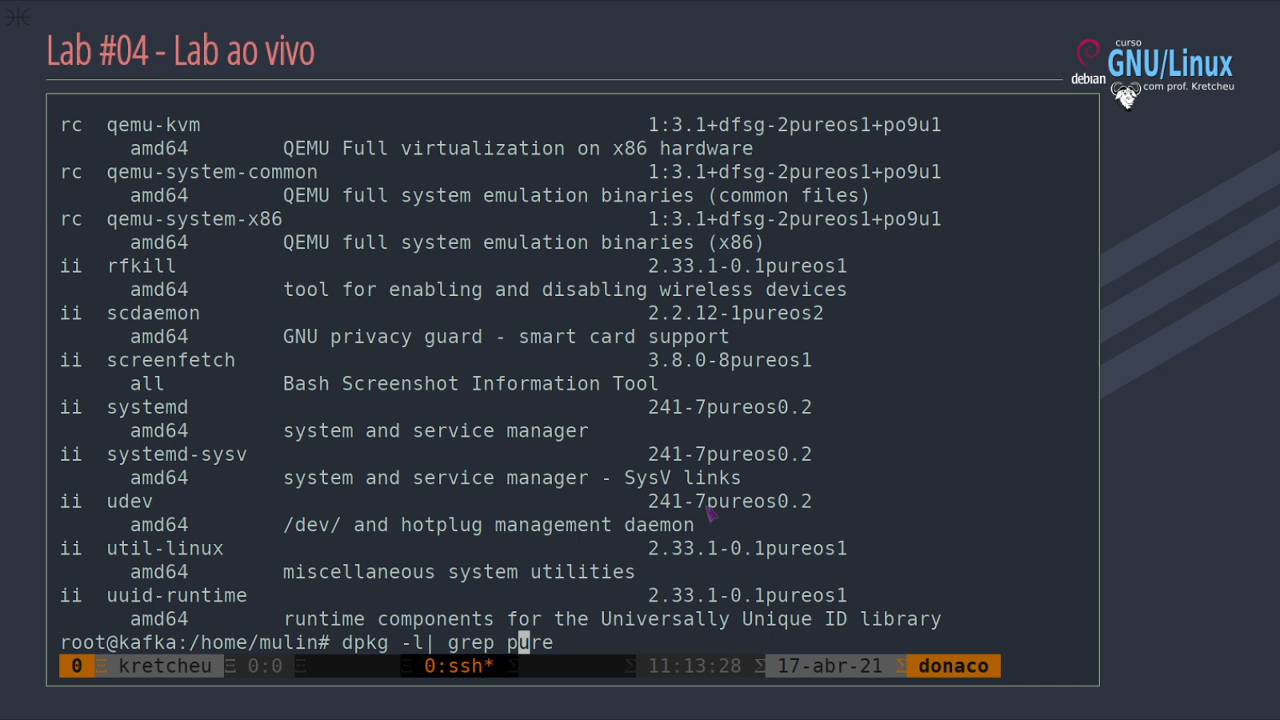 Lab #04 - Lab ao vivo
curso
GNU/Linux
debian
com prof. Kretcheu
rc  qemu-kvm  1:3.1+dfsg-2pureos1+po9u1
amd64  QEMU Full virtualization on x86 hardware
rc  qemu-system-common  1:3.1+dfsg-2pureos1+po9u1
amd64  QEMU full system emulation binaries (common files)
rc  qemu-system-x86  1:3.1+dfsg-2pureos1+po9u1
amd64  QEMU full system emulation binaries (x86)
ii  rfkill  2.33.1-0.1pureos1
amd64  tool for enabling and disabling wireless devices
ii  scdaemon  2.2.12-1pureos2
amd64  GNU privacy guard - smart card support
ii  screenfetch  3.8.0-8pureos1
all  Bash Screenshot Information Tool
ii  systemd  241-7pureos0.2
amd64  system and service manager
ii  systemd-sysv  241-7pureos0.2
amd64  system and service manager - SysV links
ii  udev  241-7pureos0.2
amd64  /dev/ and hotplug management daemon
ii  util-linux  2.33.1-0.1pureos1
amd64  miscellaneous system utilities
ii  uuid-runtime  2.33.1-0.1pureos1
amd64  runtime components for the Universally Unique ID library
root@kafka:/home/mulin# dpkg -l| grep pure
0 Ξ kretcheu Ξ 0:0 Ξ 0:ssh* Σ Σ 11:13:28 Σ 17-abr-21 Σ donaco